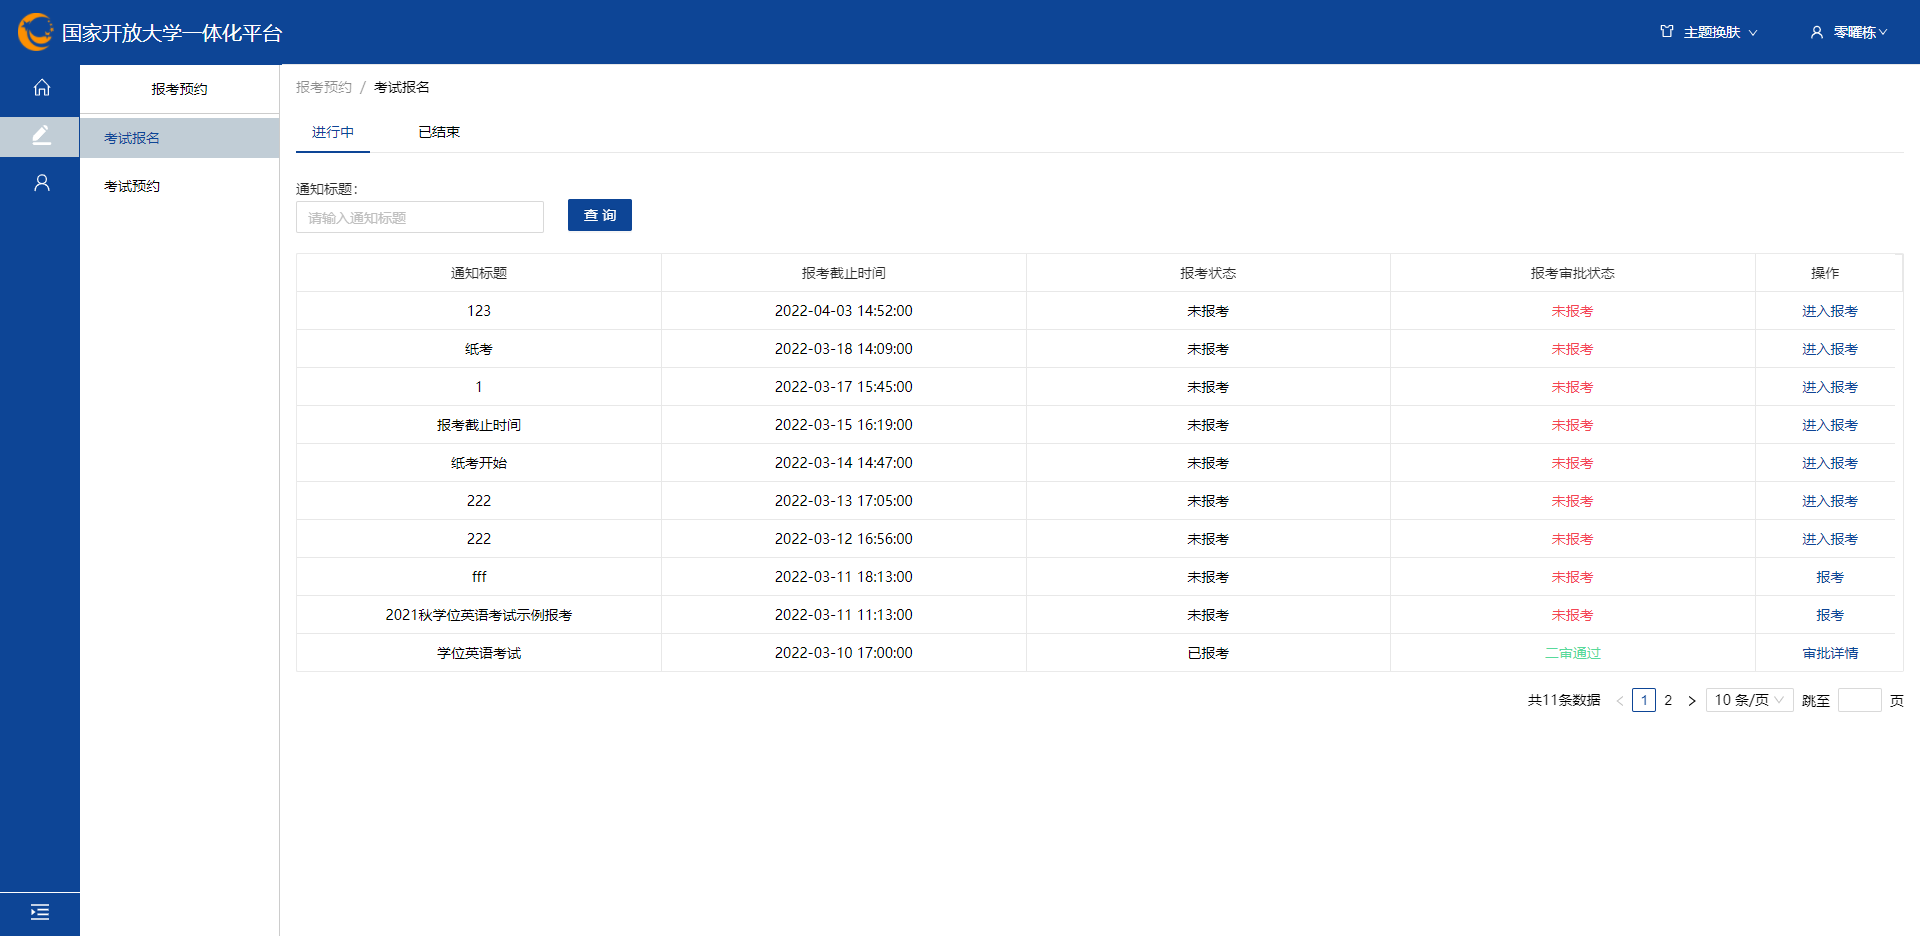 国家开放大学一体化平台
主题换肤
零曜栋
报考预约
考试报名
考试预约
报考预约 / 考试报名
进行中 已结束
通知标题:
请输入通知标题 查 询
通知标题 报考截止时间 报考状态 报考审批状态 操作
123 2022-04-03 14:52:00 未报考 未报考 进入报考
纸考 2022-03-18 14:09:00 未报考 未报考 进入报考
1 2022-03-17 15:45:00 未报考 未报考 进入报考
报考截止时间 2022-03-15 16:19:00 未报考 未报考 进入报考
纸考开始 2022-03-14 14:47:00 未报考 未报考 进入报考
222 2022-03-13 17:05:00 未报考 未报考 进入报考
222 2022-03-12 16:56:00 未报考 未报考 进入报考
fff 2022-03-11 18:13:00 未报考 未报考 报考
2021秋学位英语考试示例报考 2022-03-11 11:13:00 未报考 未报考 报考
学位英语考试 2022-03-10 17:00:00 已报考 二审通过 审批详情
共11条数据 < 1 2 > 10 条/页 跳至 页